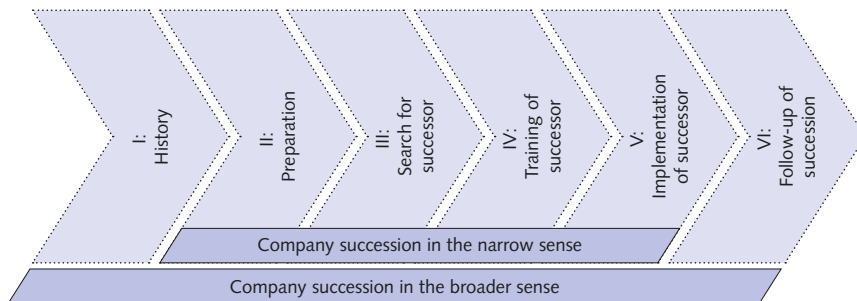 I:
History
II:
Preparation
III:
Search for
successor
IV:
Training of
successor
V:
Implementation
of successor
VI:
Follow-up of
succession
Company succession in the narrow sense
Company succession in the broader sense